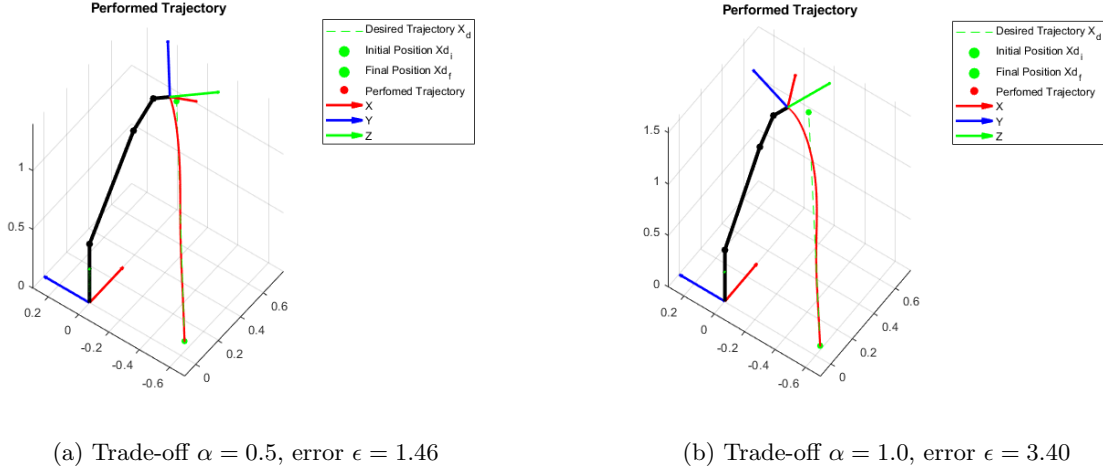 Performed Trajectory
Desired Trajectory X_d
Initial Position Xd_i
Final Position Xd_f
Perfomed Trajectory
X
Y
Z
1
0.5
0
0.2
0
-0.2
-0.4
-0.6
0
0.2
0.4
0.6
(a) Trade-off α = 0.5, error ϵ = 1.46
Performed Trajectory
Desired Trajectory X_d
Initial Position Xd_i
Final Position Xd_f
Perfomed Trajectory
X
Y
Z
1.5
1
0.5
0
0.2
0
-0.2
-0.4
-0.6
0
0.2
0.4
0.6
(b) Trade-off α = 1.0, error ϵ = 3.40